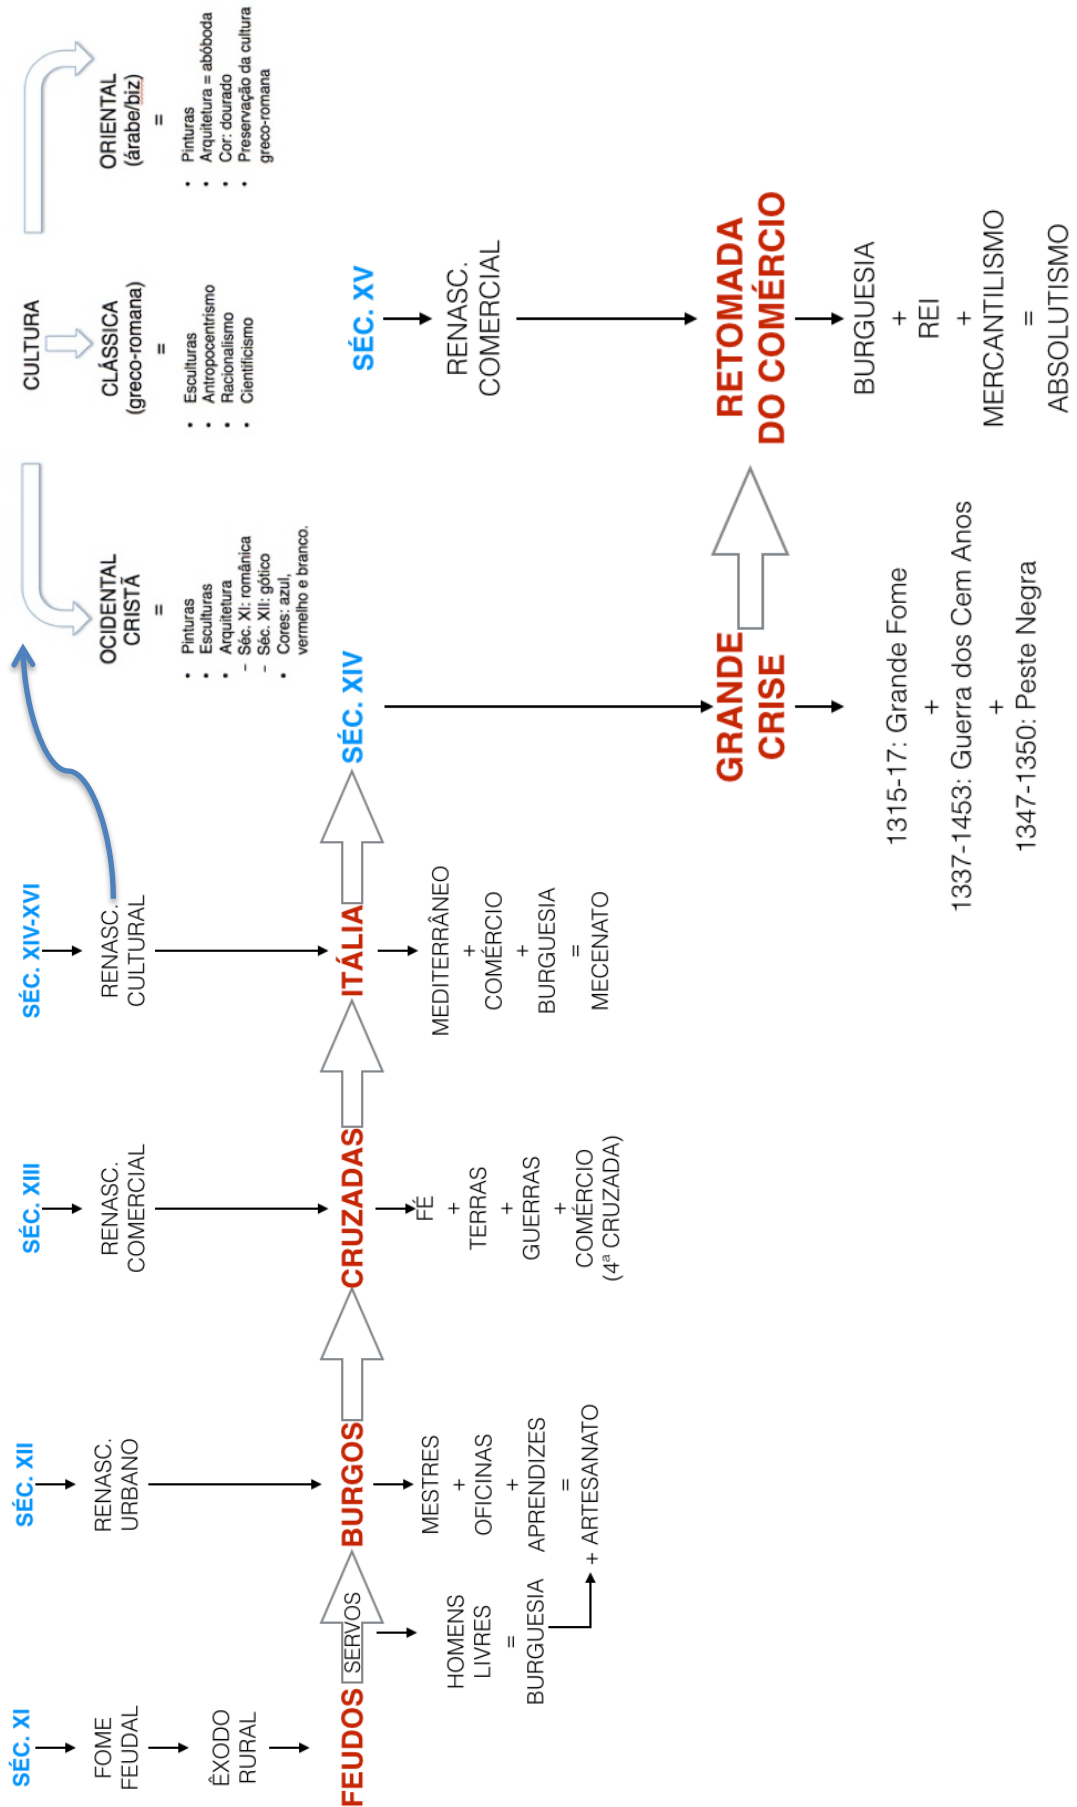 SÉC. XI
FOME
FEUDAL
ÊXODO
RURAL
FEUDOS
SERVOS
HOMENS
LIVRES
=
BURGUESIA
SÉC. XII
RENASC.
URBANO
BURGOS
MESTRES
+
OFICINAS
+
APRENDIZES
=
+ ARTESANATO
SÉC. XIII
RENASC.
COMERCIAL
CRUZADAS
FÉ
+
TERRAS
+
GUERRAS
+
COMÉRCIO
(4ª CRUZADA)
SÉC. XIV-XVI
RENASC.
CULTURAL
ITÁLIA
MEDITERRÂNEO
+
COMÉRCIO
+
BURGUESIA
=
MECENATO
CULTURA
OCIDENTAL
CRISTÃ
=
• Pinturas
• Esculturas
• Arquitetura
– Séc. XI: românica
– Séc. XII: gótico
• Cores: azul,
vermelho e branco.
CLÁSSICA
(greco-romana)
=
• Esculturas
• Antropocentrismo
• Racionalismo
• Cientificismo
ORIENTAL
(árabe/biz)
=
• Pinturas
• Arquitetura = abóboda
• Cor: dourado
• Preservação da cultura
greco-romana
SÉC. XIV
GRANDE
CRISE
1315-17: Grande Fome
+
1337-1453: Guerra dos Cem Anos
+
1347-1350: Peste Negra
SÉC. XV
RENASC.
COMERCIAL
RETOMADA
DO COMÉRCIO
BURGUESIA
+
REI
+
MERCANTILISMO
=
ABSOLUTISMO